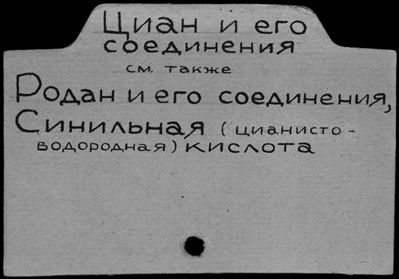 Циан и его
соединения
см. также
Родан и его соединения,
Синильная (цианисто-
водородная) кислота